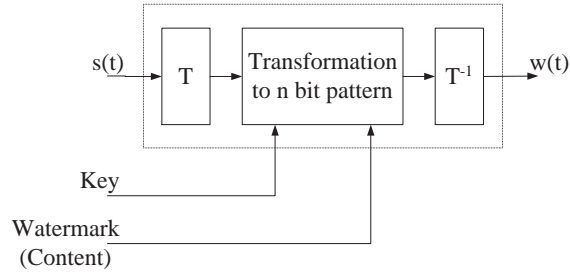 s(t)
T
Transformation
to n bit pattern
T-1
w(t)
Key
Watermark
(Content)